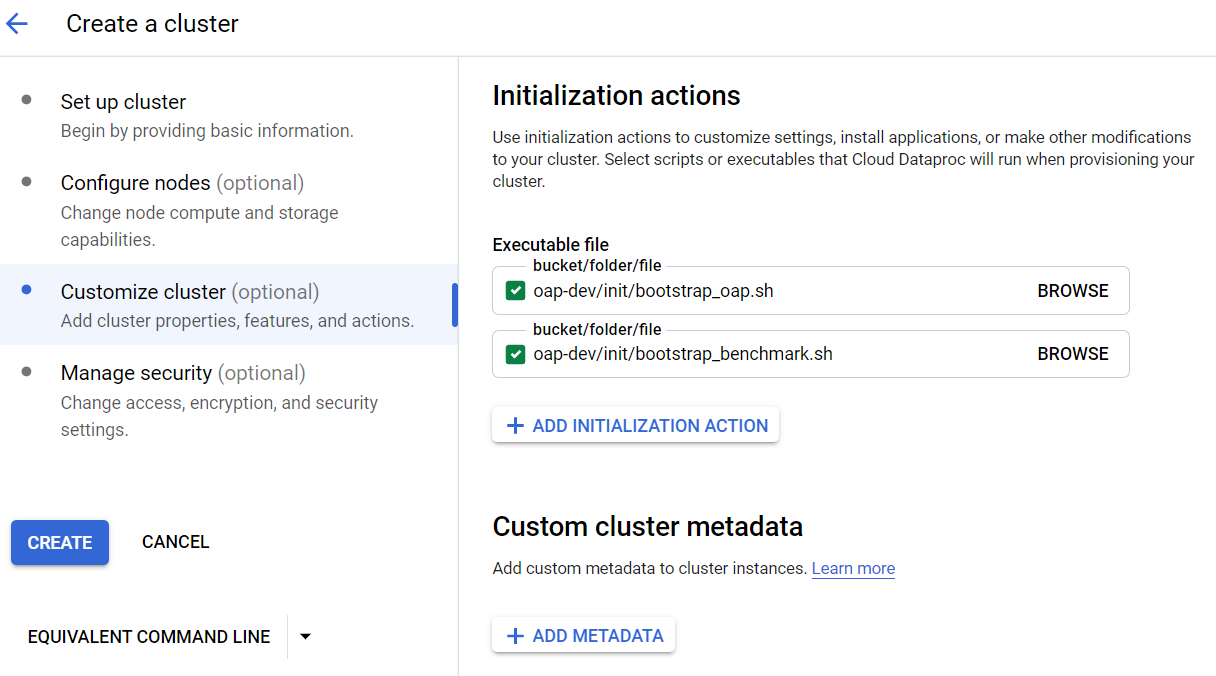 Create a cluster
Set up cluster
Begin by providing basic information.
Configure nodes (optional)
Change node compute and storage
capabilities.
Customize cluster (optional)
Add cluster properties, features, and actions.
Manage security (optional)
Change access, encryption, and security
settings.
CREATE
CANCEL
EQUIVALENT COMMAND LINE
Initialization actions
Use initialization actions to customize settings, install applications, or make other modifications
to your cluster. Select scripts or executables that Cloud Dataproc will run when provisioning your
cluster.
Executable file
bucket/folder/file
oap-dev/init/bootstrap_oap.sh BROWSE
bucket/folder/file
oap-dev/init/bootstrap_benchmark.sh BROWSE
ADD INITIALIZATION ACTION
Custom cluster metadata
Add custom metadata to cluster instances. Learn more
ADD METADATA